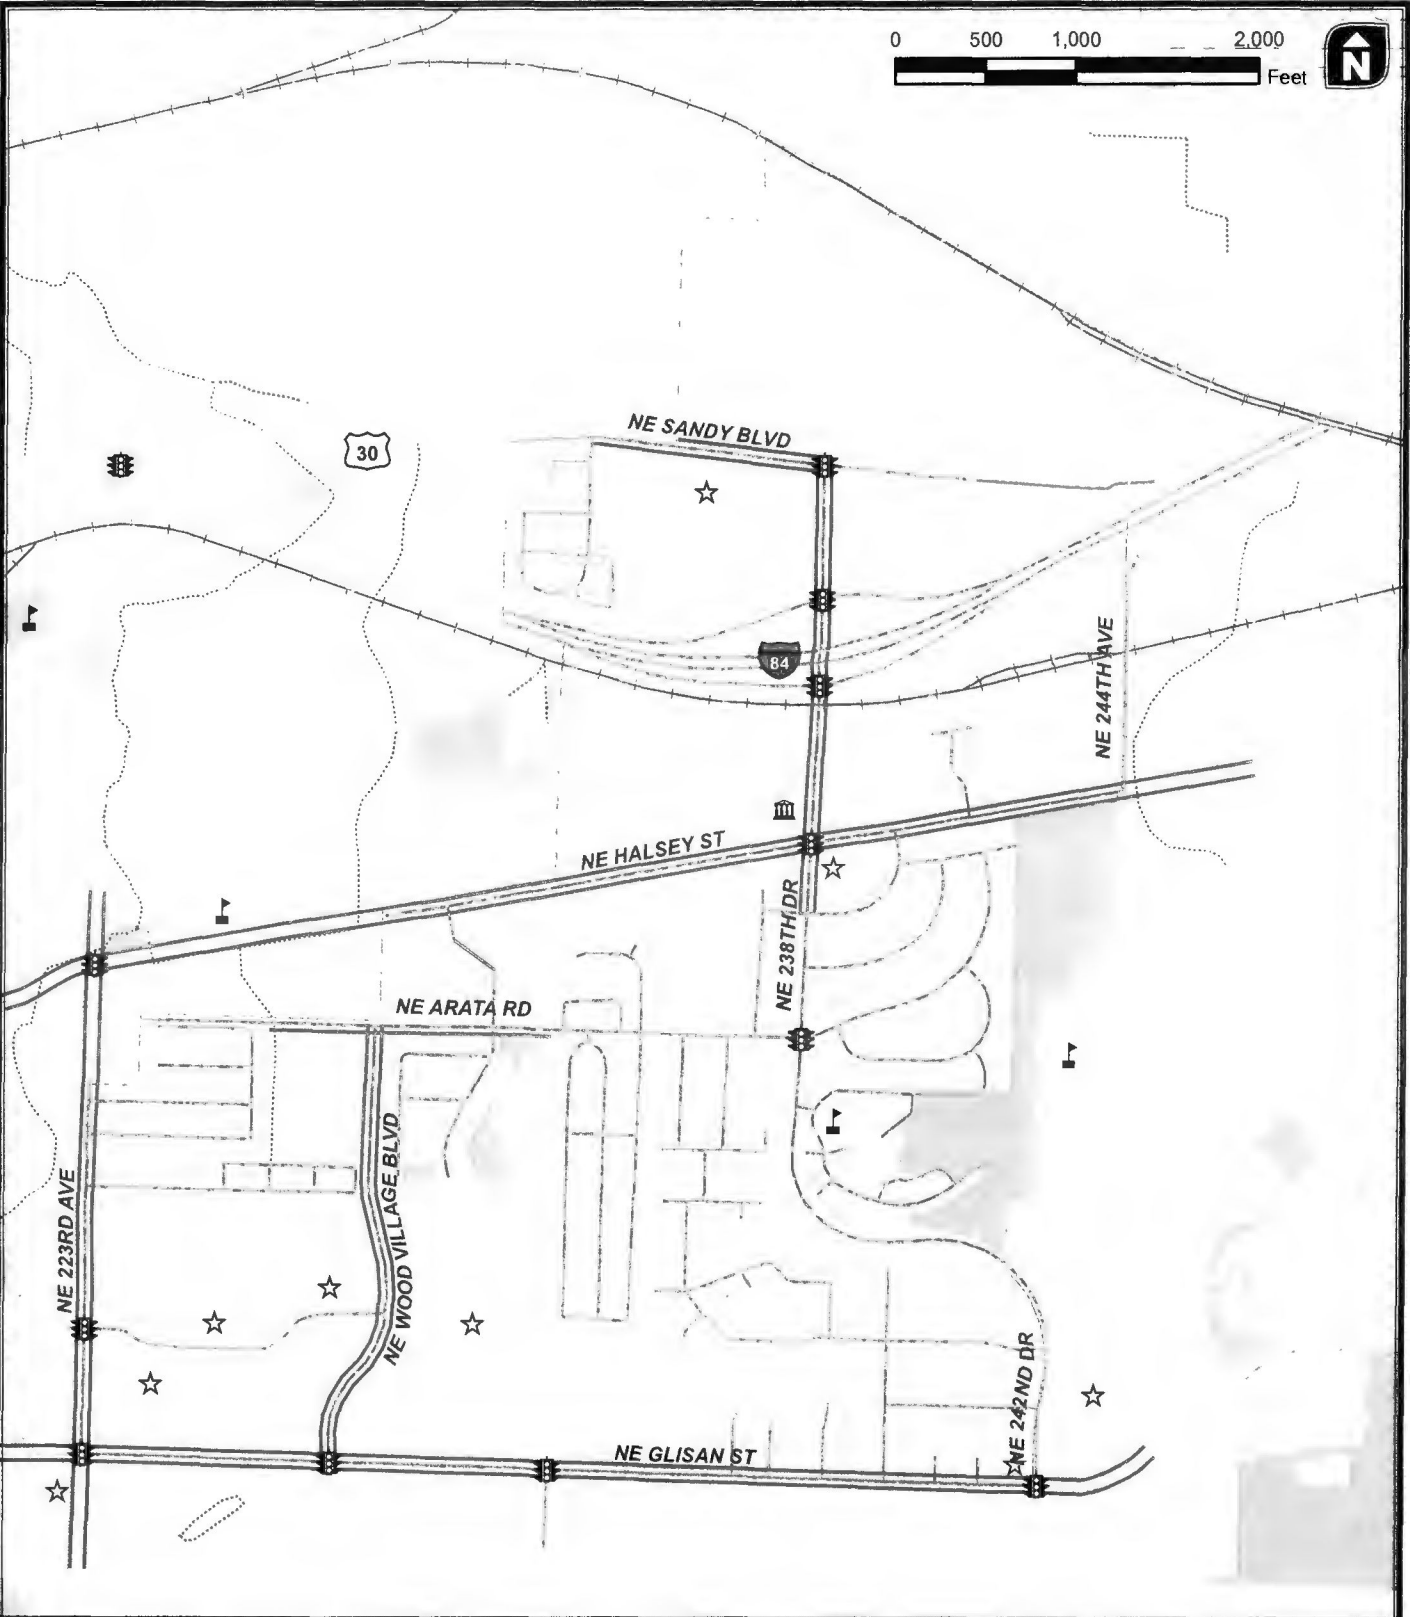 0 500 1,000 2,000
Feet
N
NE SANDY BLVD
30
84
NE 244TH AVE
NE HALSEY ST
NE 238TH DR
NE ARATA RD
NE WOOD VILLAGE BLVD
NE 223RD AVE
NE 242ND DR
NE GLISAN ST